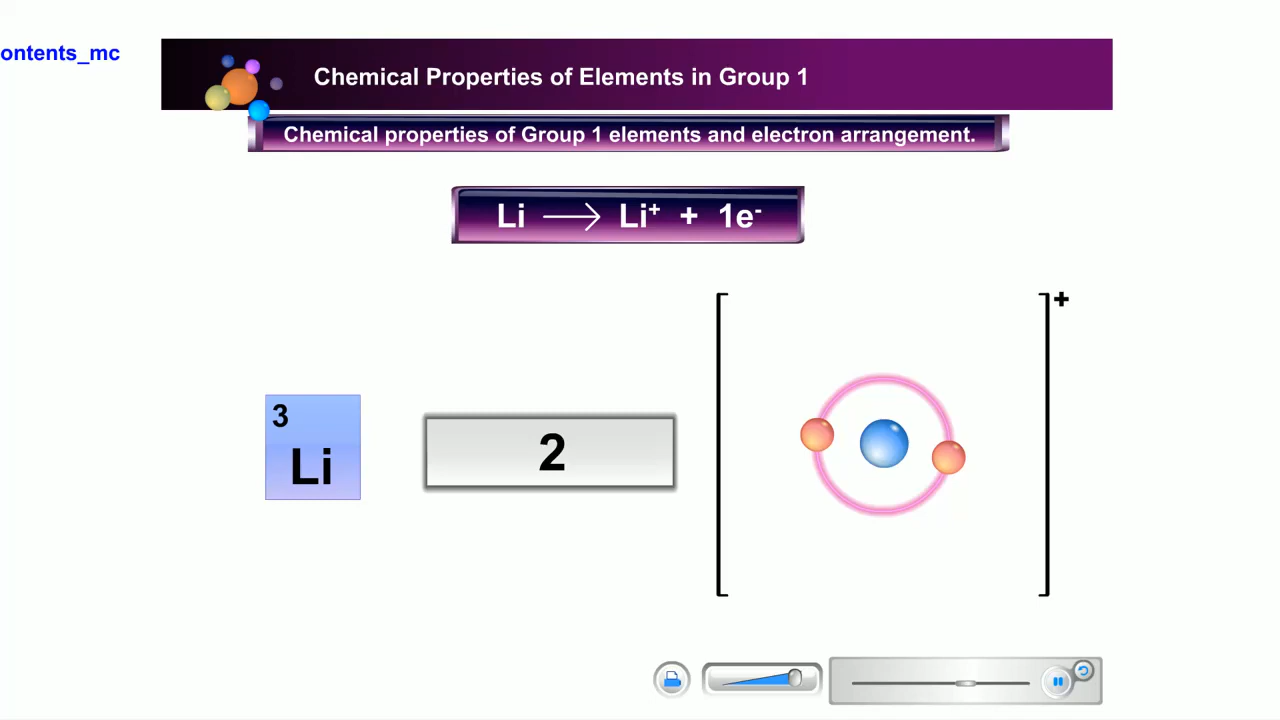 ontents_mc
Chemical Properties of Elements in Group 1
Chemical properties of Group 1 elements and electron arrangement.
Li ⟶ Li⁺ + 1e⁻
+
3
Li
2